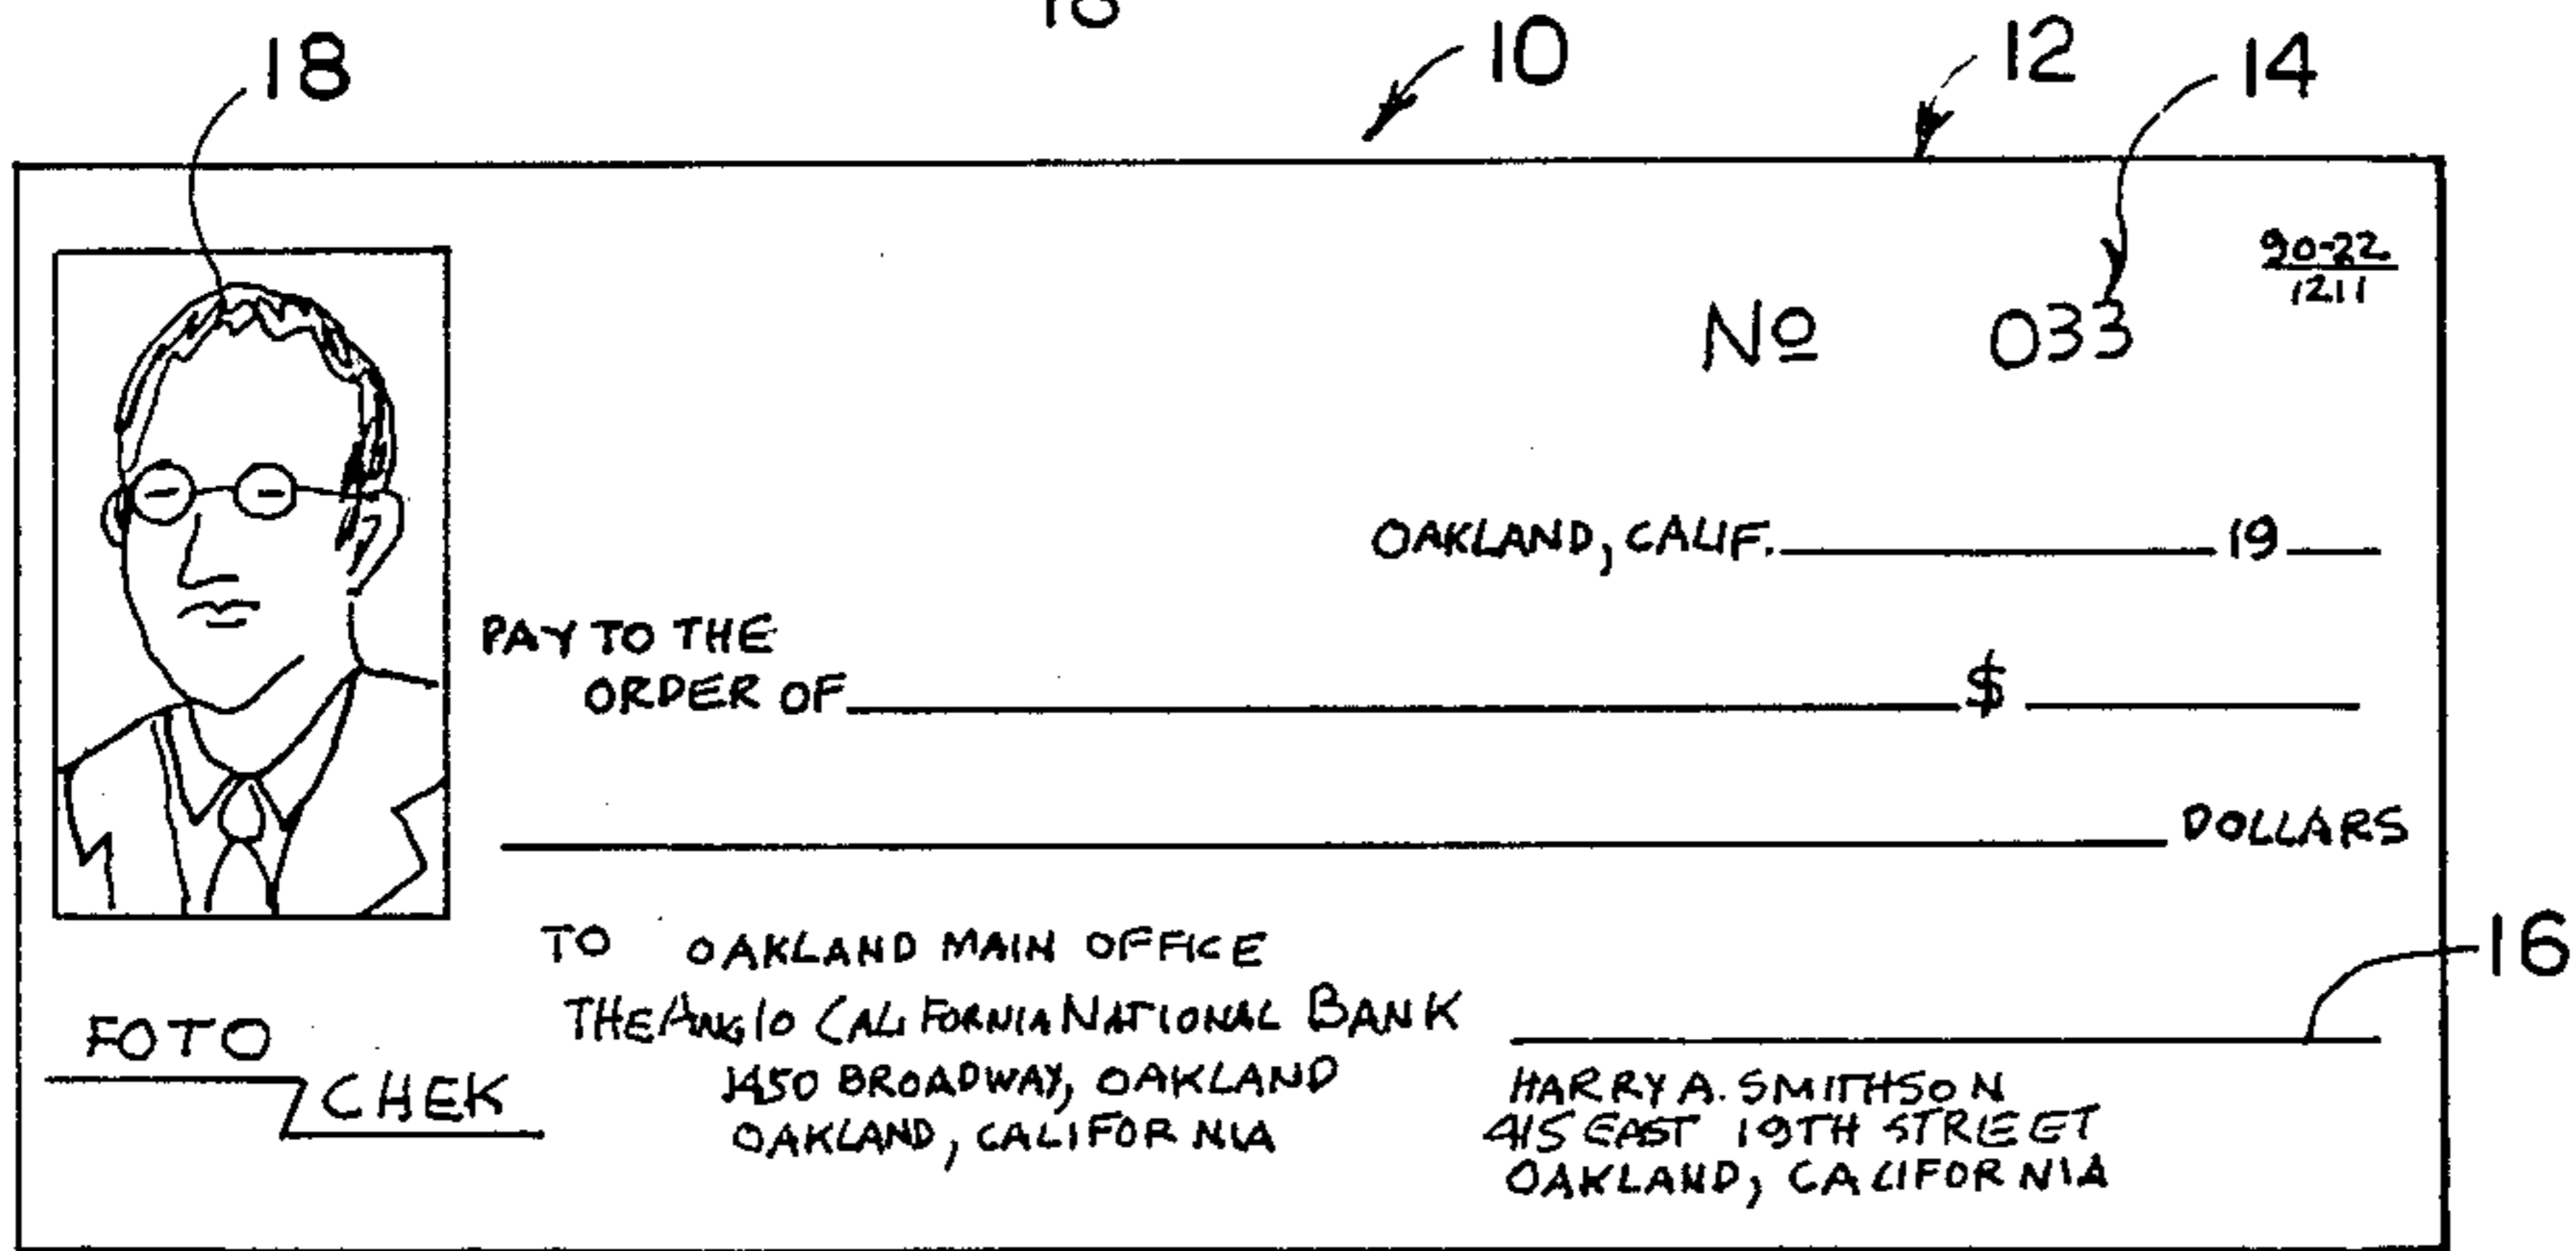 18
18 10 12 14
90-22
1211
Nº 033
OAKLAND, CALIF. 19
PAY TO THE
ORDER OF $
DOLLARS
16
TO OAKLAND MAIN OFFICE
THE ANGLO CALIFORNIA NATIONAL BANK
1450 BROADWAY, OAKLAND
OAKLAND, CALIFORNIA
FOTO
CHEK
HARRY A. SMITHSON
415 EAST 19TH STREET
OAKLAND, CALIFORNIA